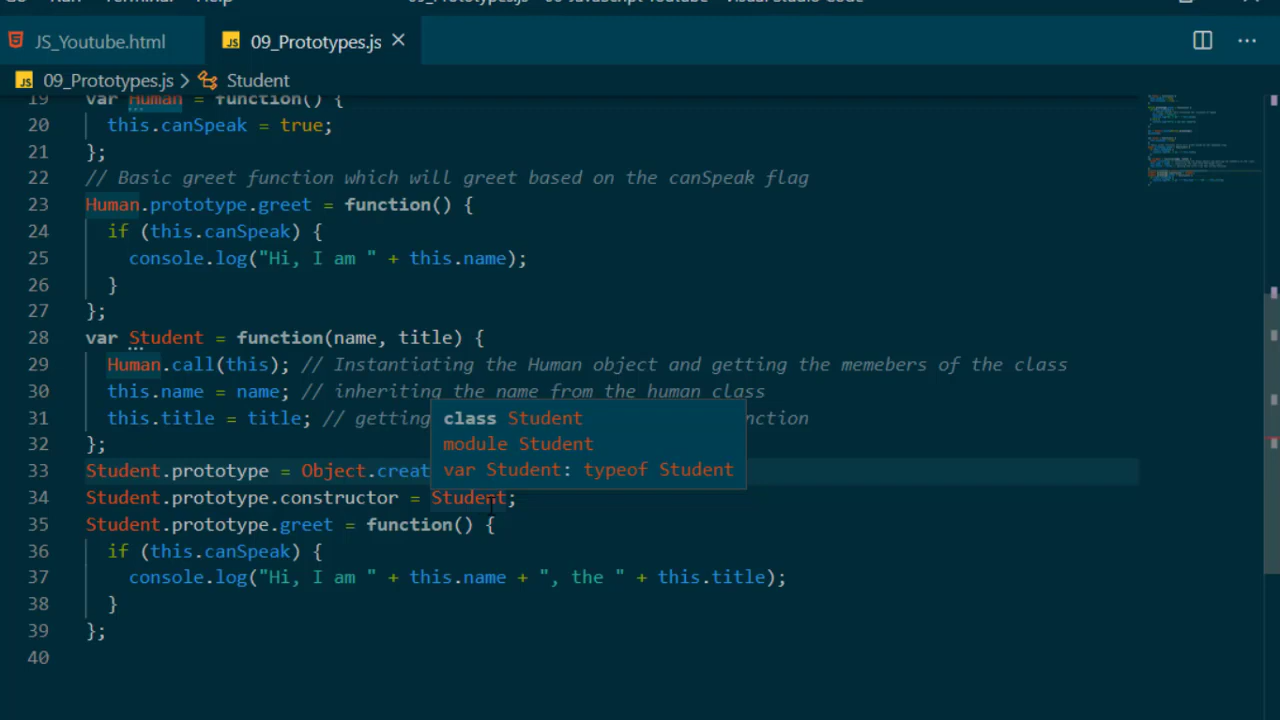 JS_Youtube.html
JS 09_Prototypes.js
JS 09_Prototypes.js > Student
19 var Human = function() {
20 this.canSpeak = true;
21 };
22 // Basic greet function which will greet based on the canSpeak flag
23 Human.prototype.greet = function() {
24 if (this.canSpeak) {
25 console.log("Hi, I am " + this.name);
26 }
27 };
28 var Student = function(name, title) {
29 Human.call(this); // Instantiating the Human object and getting the memebers of the class
30 this.name = name; // inheriting the name from the human class
31 this.title = title; // getting nction
class Student
module Student
var Student: typeof Student
32 };
33 Student.prototype = Object.creat
34 Student.prototype.constructor = Student;
35 Student.prototype.greet = function() {
36 if (this.canSpeak) {
37 console.log("Hi, I am " + this.name + ", the " + this.title);
38 }
39 };
40